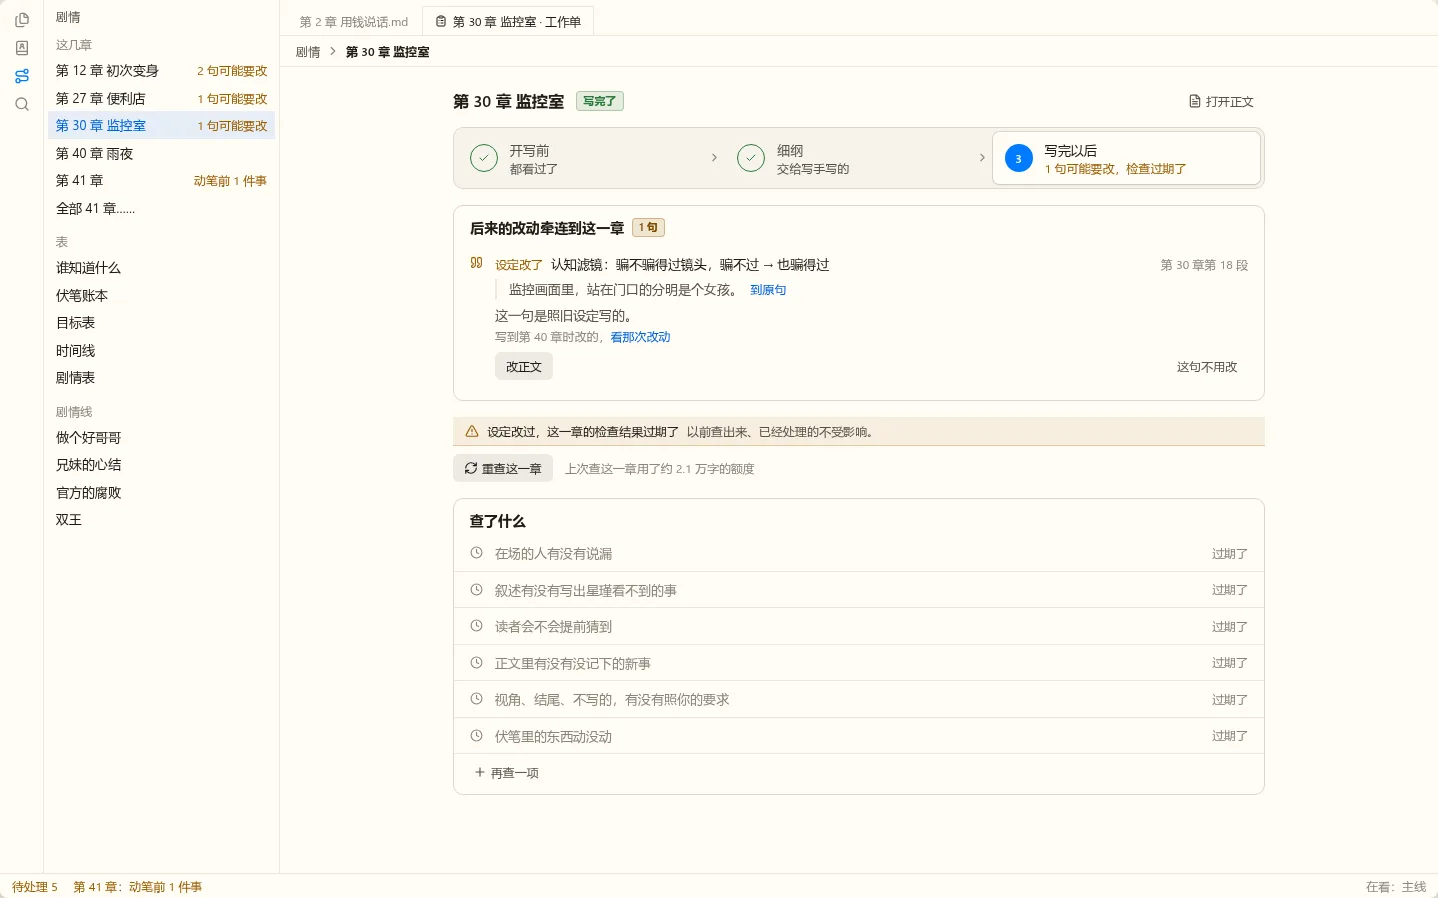 剧情
这几章
第 12 章 初次变身 2 句可能要改
第 27 章 便利店 1 句可能要改
第 30 章 监控室 1 句可能要改
第 40 章 雨夜
第 41 章 动笔前 1 件事
全部 41 章……
表
谁知道什么
伏笔账本
目标表
时间线
剧情表
剧情线
做个好哥哥
兄妹的心结
官方的腐败
双王
第 2 章 用钱说话.md
第 30 章 监控室 · 工作单
剧情 > 第 30 章 监控室
第 30 章 监控室 写完了 打开正文
开写前
都看过了
细纲
交给写手写的
3 写完以后
1 句可能要改，检查过期了
后来的改动牵连到这一章 1 句
设定改了 认知滤镜：骗不骗得过镜头，骗不过 → 也骗得过 第 30 章第 18 段
监控画面里，站在门口的分明是个女孩。 到原句
这一句是照旧设定写的。
写到第 40 章时改的，看那次改动
改正文 这句不用改
设定改过，这一章的检查结果过期了 以前查出来、已经处理的不受影响。
重查这一章 上次查这一章用了约 2.1 万字的额度
查了什么
在场的人有没有说漏 过期了
叙述有没有写出星瑾看不到的事 过期了
读者会不会提前猜到 过期了
正文里有没有没记下的新事 过期了
视角、结尾、不写的，有没有照你的要求 过期了
伏笔里的东西动没动 过期了
再查一项
待处理 5 第 41 章：动笔前 1 件事 在看：主线